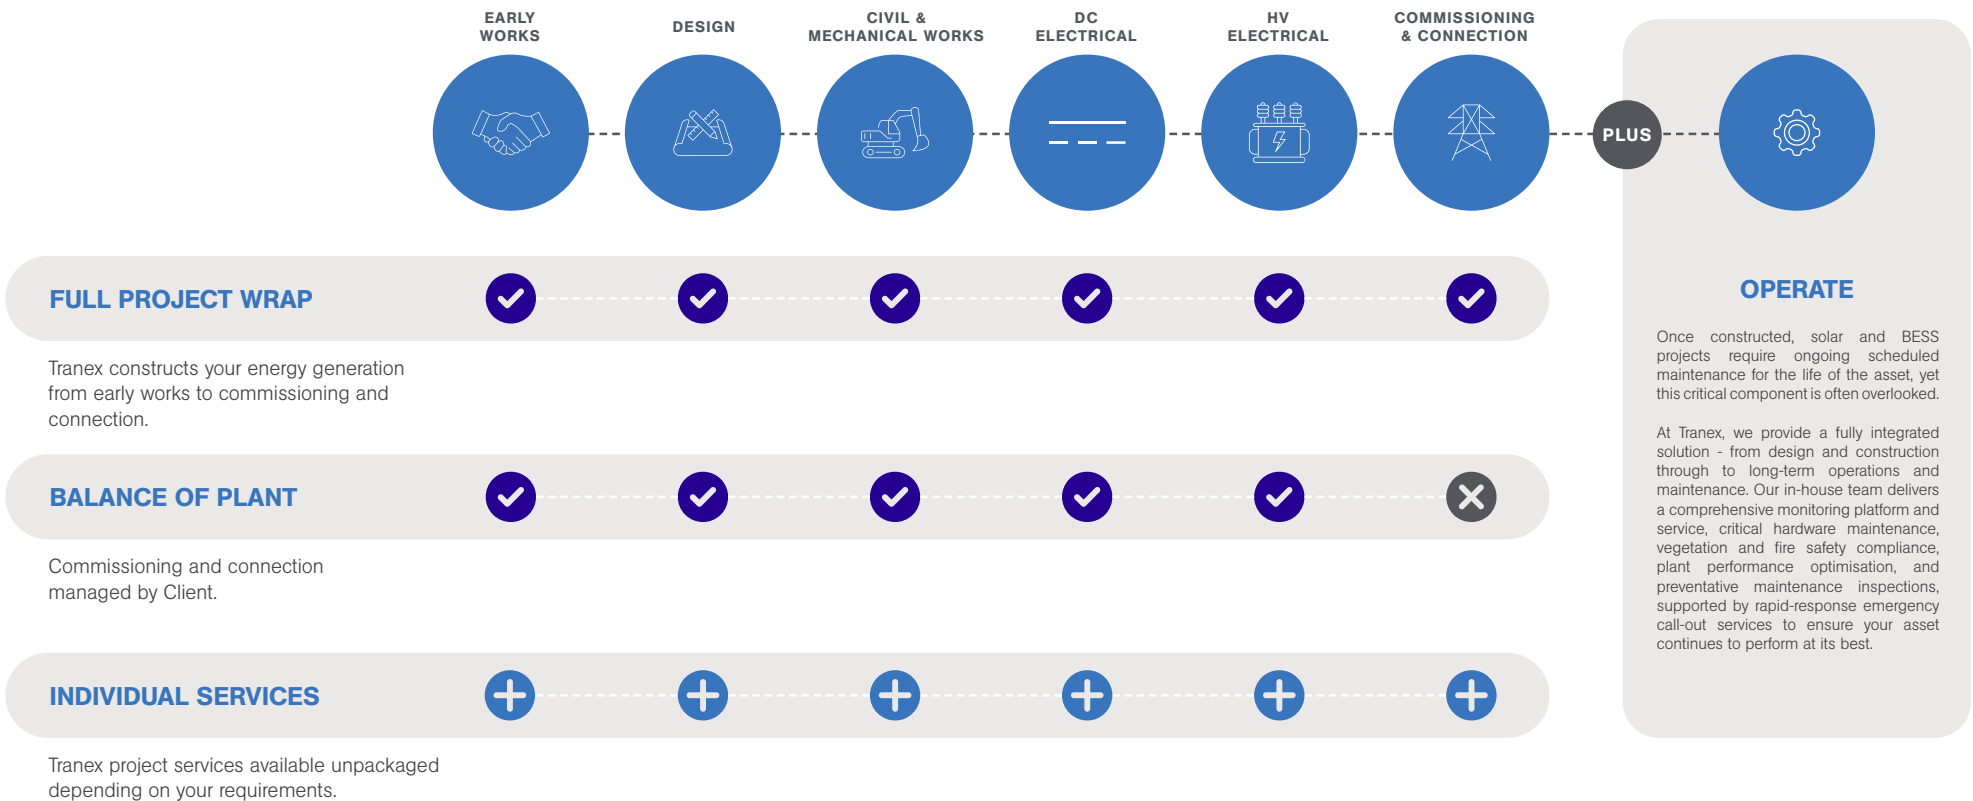 EARLY
WORKS
DESIGN
CIVIL &
MECHANICAL WORKS
DC
ELECTRICAL
HV
ELECTRICAL
COMMISSIONING
& CONNECTION
PLUS
FULL PROJECT WRAP
Tranex constructs your energy generation
from early works to commissioning and
connection.
BALANCE OF PLANT
Commissioning and connection
managed by Client.
INDIVIDUAL SERVICES
Tranex project services available unpackaged
depending on your requirements.
OPERATE
Once constructed, solar and BESS
projects require ongoing scheduled
maintenance for the life of the asset, yet
this critical component is often overlooked.
At Tranex, we provide a fully integrated
solution - from design and construction
through to long-term operations and
maintenance. Our in-house team delivers
a comprehensive monitoring platform and
service, critical hardware maintenance,
vegetation and fire safety compliance,
plant performance optimisation, and
preventative maintenance inspections,
supported by rapid-response emergency
call-out services to ensure your asset
continues to perform at its best.